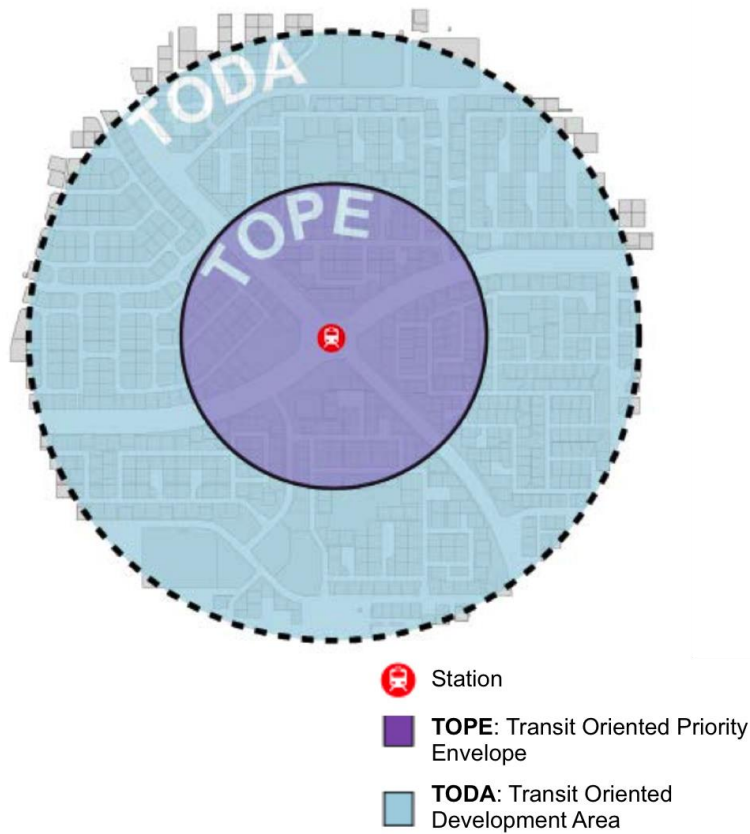 TODA
TOPE
Station
TOPE: Transit Oriented Priority
Envelope
TODA: Transit Oriented
Development Area